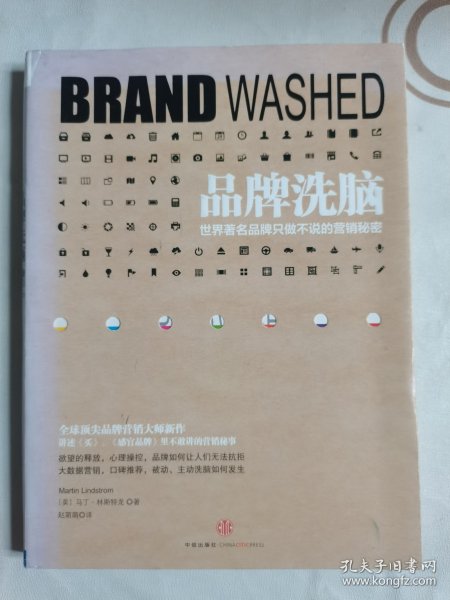 BRAND WASHED
品牌洗脑
世界著名品牌只做不说的营销秘密
全球顶尖品牌营销大师新作
讲述《买》、《感官品牌》里不敢讲的营销秘事
欲望的释放,心理操控,品牌如何让人们无法抗拒
大数据营销,口碑推荐,被动、主动洗脑如何发生
Martin Lindstrom
[美] 马丁·林斯特龙 ◎著
赵萌萌◎译
中信出版社·CHINACITICPRESS
孔夫子旧书网
www.kongfz.com